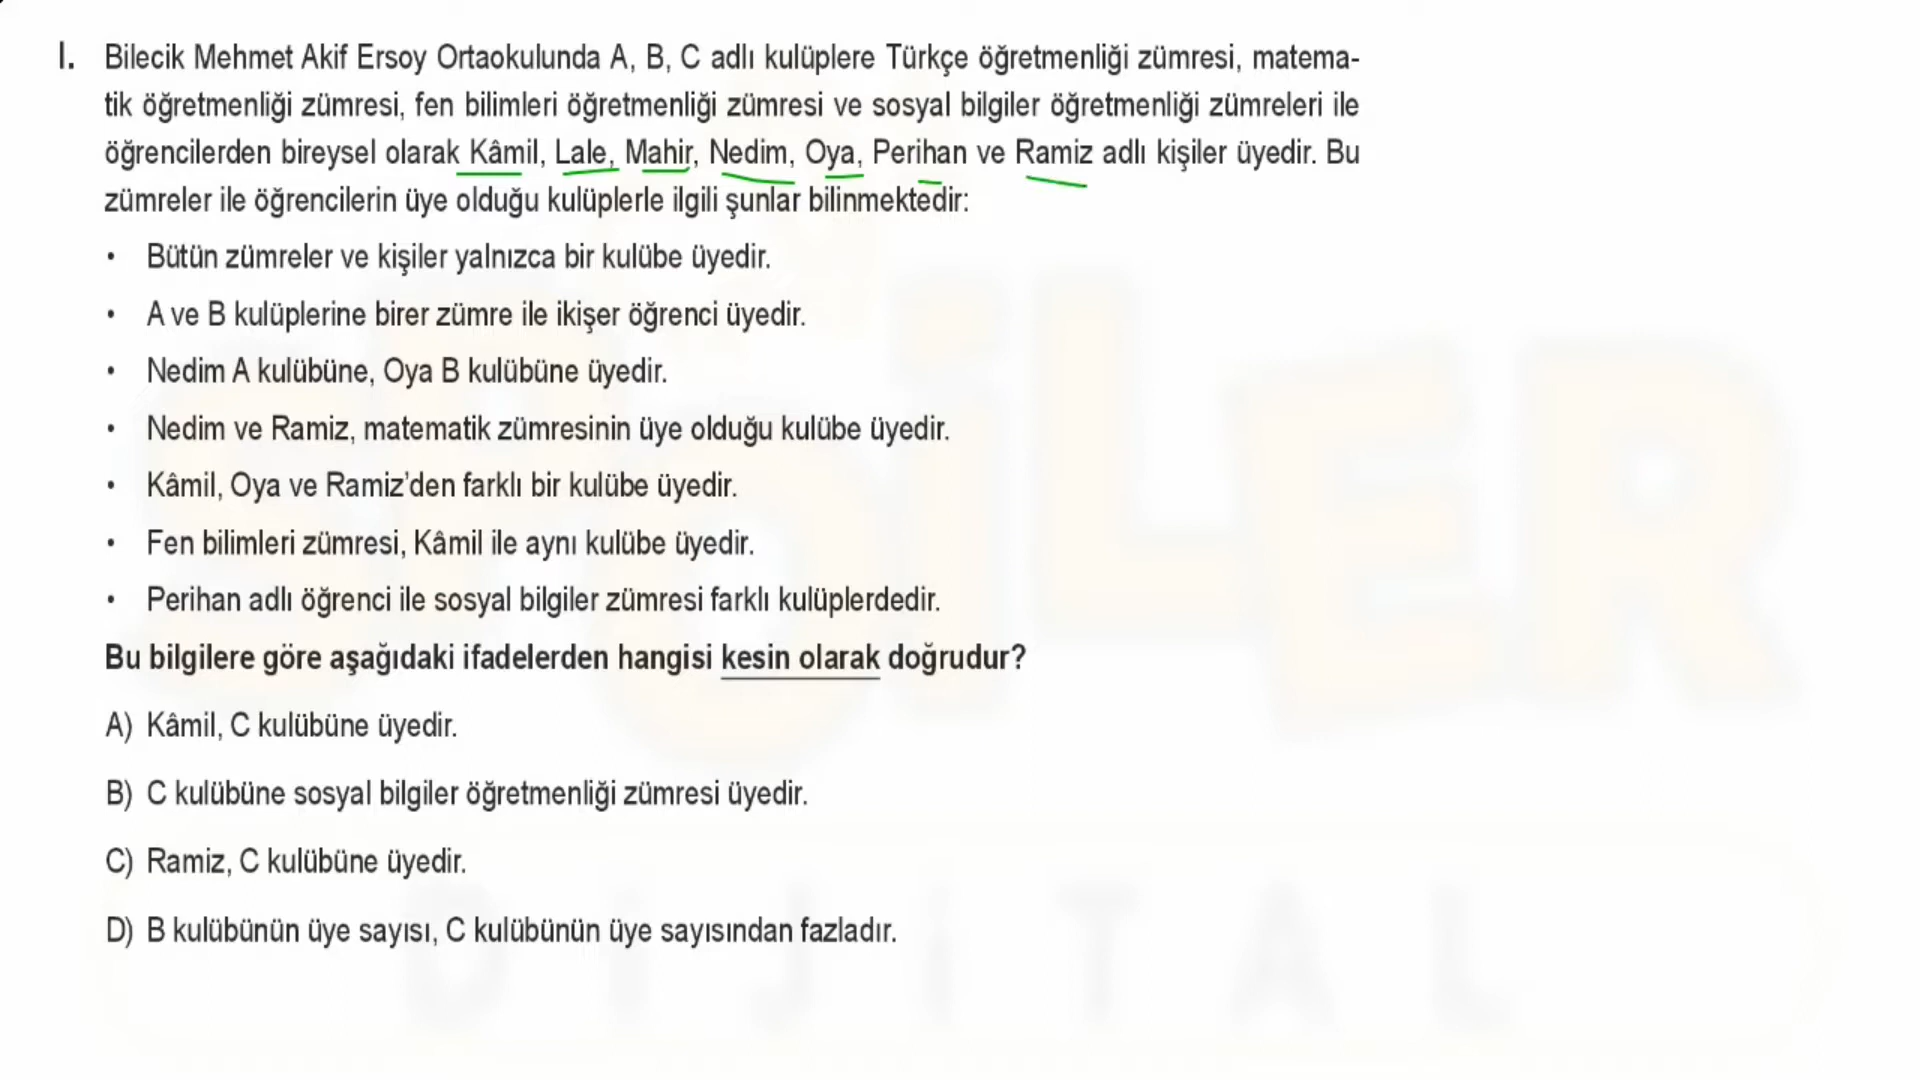 I. Bilecik Mehmet Akif Ersoy Ortaokulunda A, B, C adlı kulüplere Türkçe öğretmenliği zümresi, matema-
tik öğretmenliği zümresi, fen bilimleri öğretmenliği zümresi ve sosyal bilgiler öğretmenliği zümreleri ile
öğrencilerden bireysel olarak Kâmil, Lale, Mahir, Nedim, Oya, Perihan ve Ramiz adlı kişiler üyedir. Bu
zümreler ile öğrencilerin üye olduğu kulüplerle ilgili şunlar bilinmektedir:
• Bütün zümreler ve kişiler yalnızca bir kulübe üyedir.
• A ve B kulüplerine birer zümre ile ikişer öğrenci üyedir.
• Nedim A kulübüne, Oya B kulübüne üyedir.
• Nedim ve Ramiz, matematik zümresinin üye olduğu kulübe üyedir.
• Kâmil, Oya ve Ramiz'den farklı bir kulübe üyedir.
• Fen bilimleri zümresi, Kâmil ile aynı kulübe üyedir.
• Perihan adlı öğrenci ile sosyal bilgiler zümresi farklı kulüplerdedir.
Bu bilgilere göre aşağıdaki ifadelerden hangisi kesin olarak doğrudur?
A) Kâmil, C kulübüne üyedir.
B) C kulübüne sosyal bilgiler öğretmenliği zümresi üyedir.
C) Ramiz, C kulübüne üyedir.
D) B kulübünün üye sayısı, C kulübünün üye sayısından fazladır.
SPOiLER
DİJİTAL